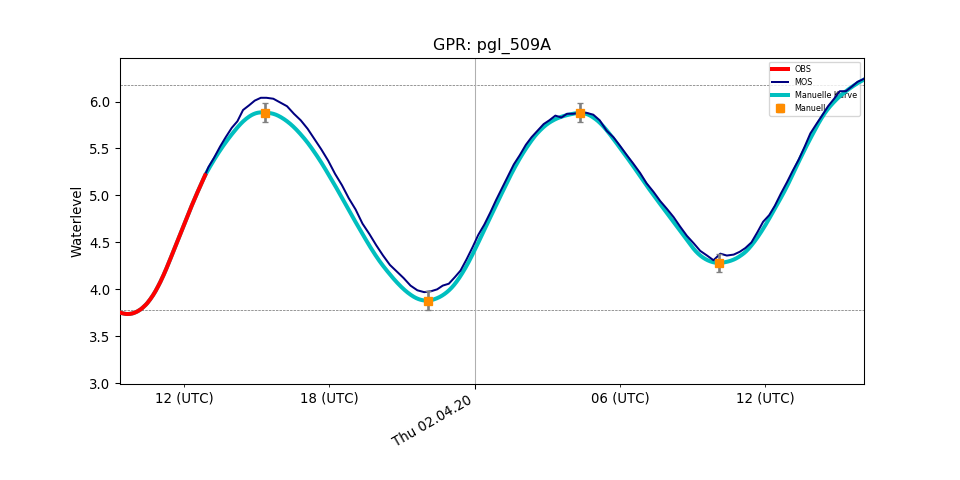 GPR: pgl_509A
OBS
MOS
Manuelle
Manuell
Waterlevel
6.0
5.5
5.0
4.5
4.0
3.5
3.0
12 (UTC)
18 (UTC)
Thu 02.04.20
06 (UTC)
12 (UTC)